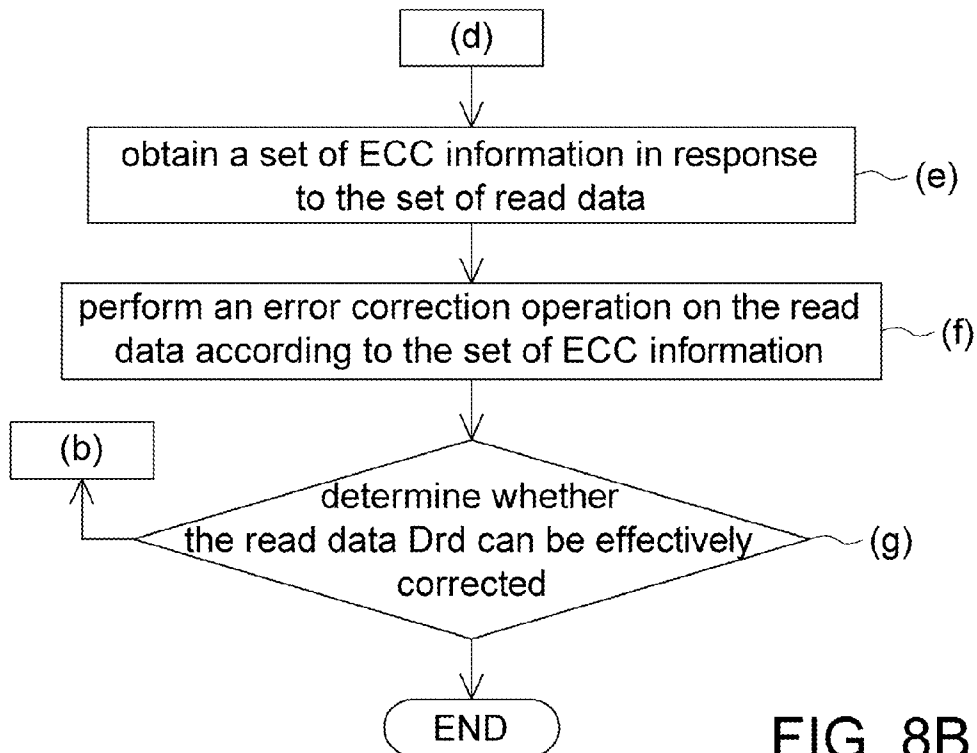 (d)
obtain a set of ECC information in response
to the set of read data
(e)
perform an error correction operation on the read
data according to the set of ECC information
(f)
(b)
determine whether
the read data Drd can be effectively
corrected
(g)
END
FIG. 8B